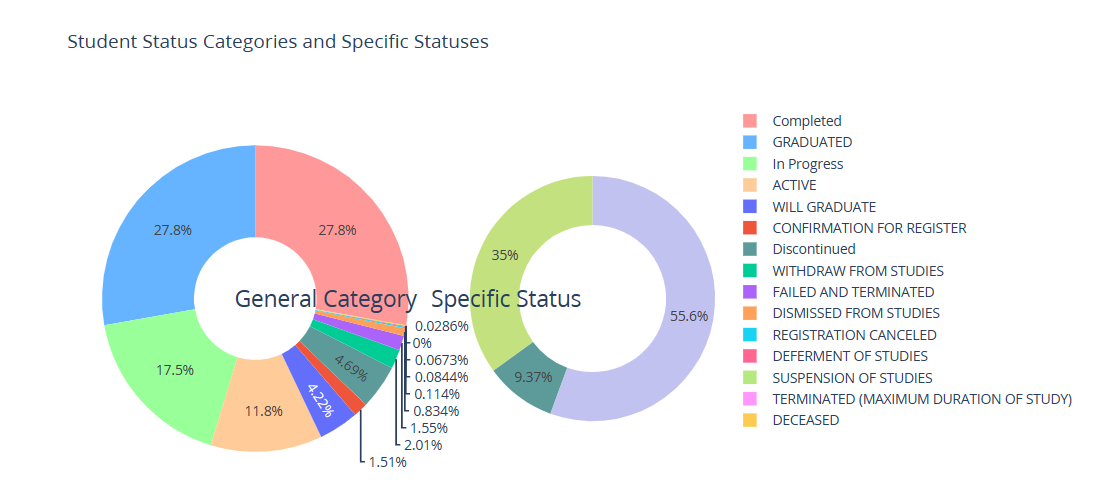 Student Status Categories and Specific Statuses
27.8%
27.8%
17.5%
11.8%
4.22%
4.69%
General Category
0.0286%
0%
0.0673%
0.0844%
0.114%
0.834%
1.55%
2.01%
1.51%
Specific Status
35%
55.6%
9.37%
Completed
GRADUATED
In Progress
ACTIVE
WILL GRADUATE
CONFIRMATION FOR REGISTER
Discontinued
WITHDRAW FROM STUDIES
FAILED AND TERMINATED
DISMISSED FROM STUDIES
REGISTRATION CANCELED
DEFERMENT OF STUDIES
SUSPENSION OF STUDIES
TERMINATED (MAXIMUM DURATION OF STUDY)
DECEASED